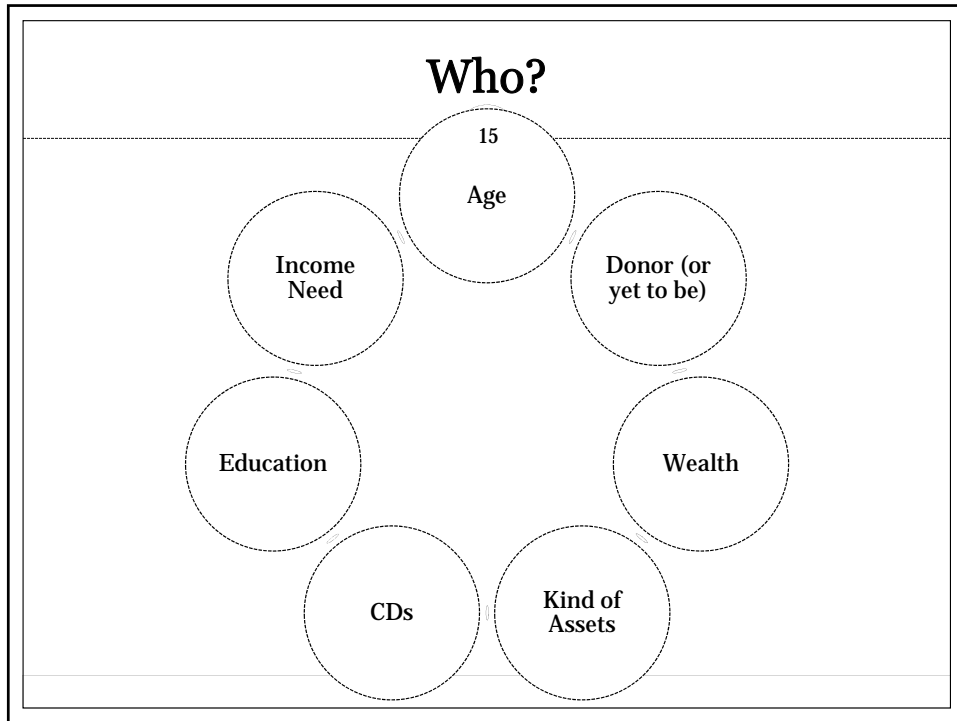 Who?
15
Age
Donor (or
yet to be)
Wealth
Kind of
Assets
CDs
Education
Income
Need